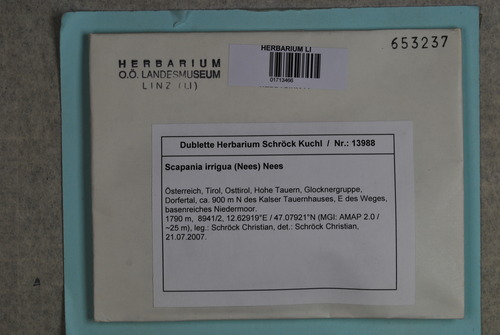 HERBARIUM
O.Ö. LANDESMUSEUM
LINZ (LI)
HERBARIUM LI
01713466
653237
Dublette Herbarium Schröck Kuchl / Nr.: 13988
Scapania irrigua (Nees) Nees
Österreich, Tirol, Osttirol, Hohe Tauern, Glocknergruppe,
Dorfertal, ca. 900 m N des Kalser Tauernhauses, E des Weges,
basenreiches Niedermoor.
1790 m, 8941/2, 12.62919°E / 47.07921°N (MGI: AMAP 2.0 /
~25 m), leg.: Schröck Christian, det.: Schröck Christian,
21.07.2007.